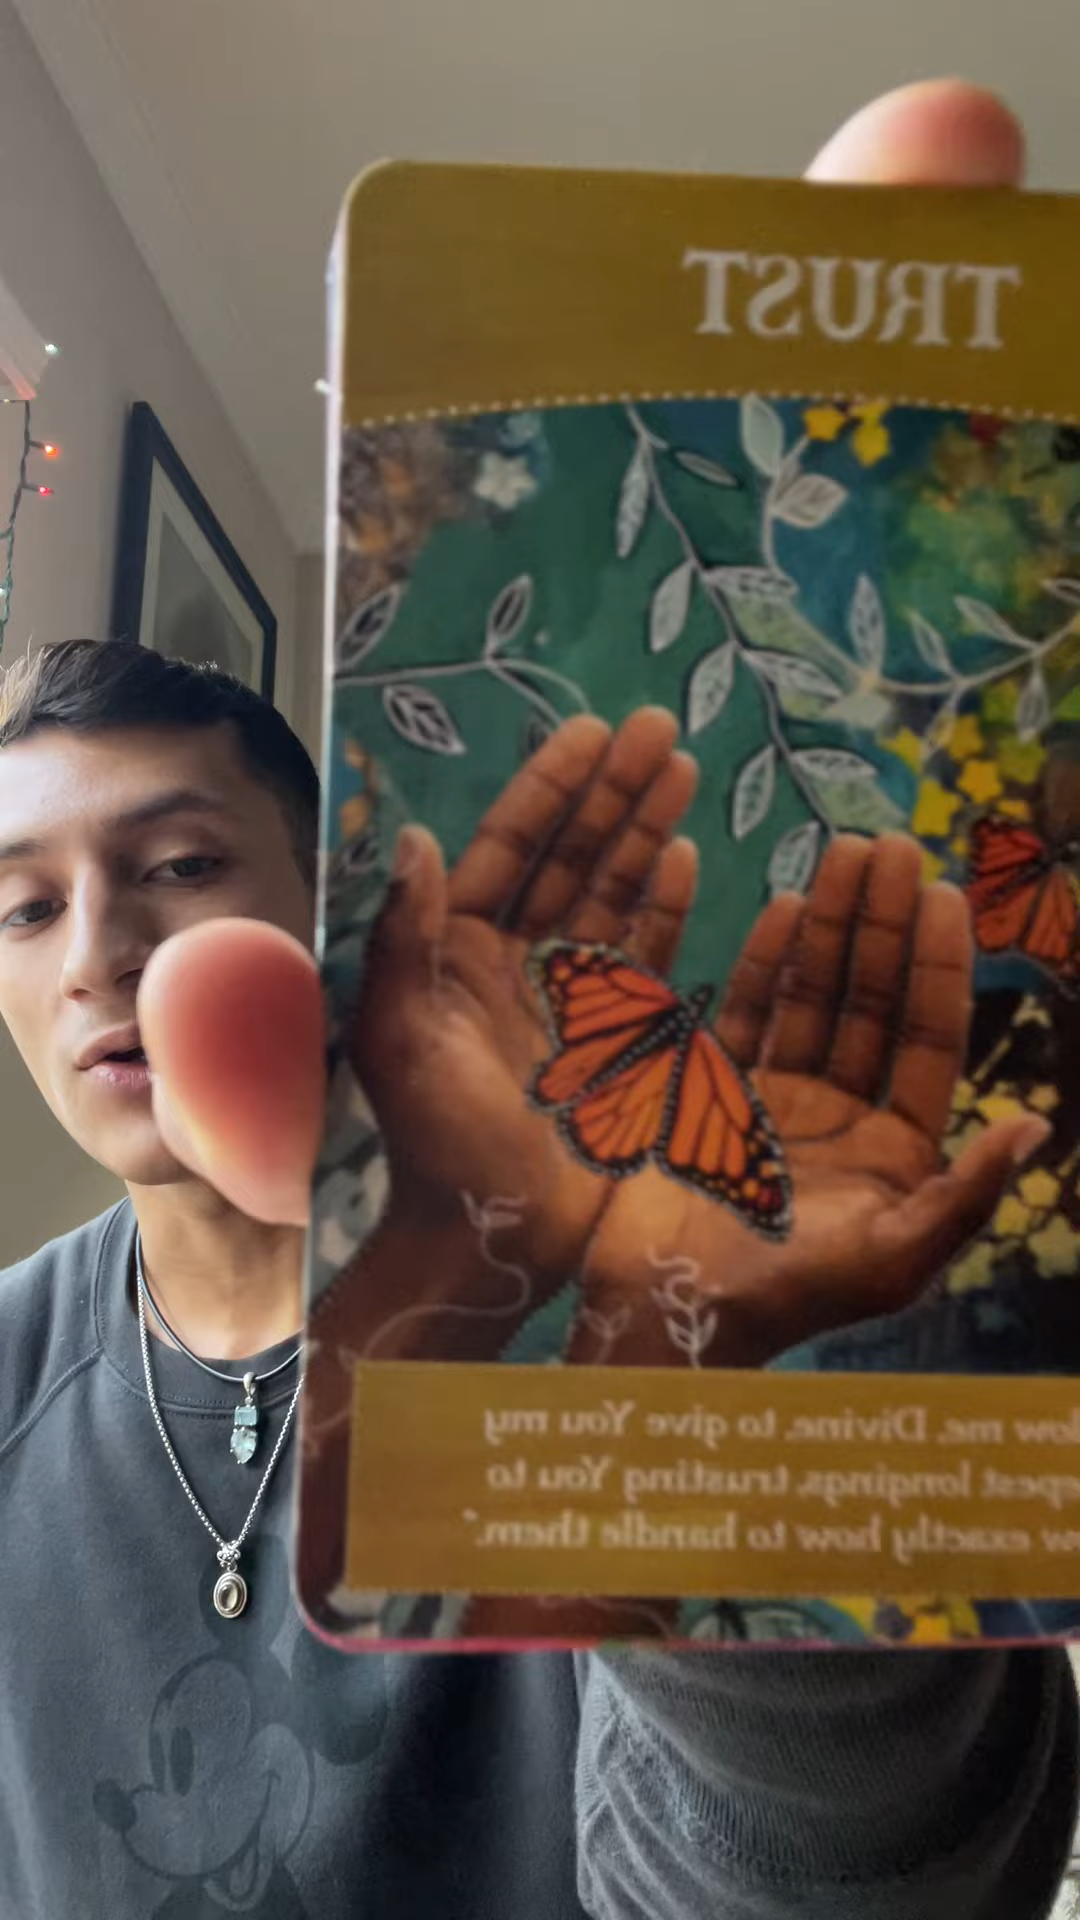 TRUST
me, Divine, to give You my
longings, trusting You to
exactly how to handle them."